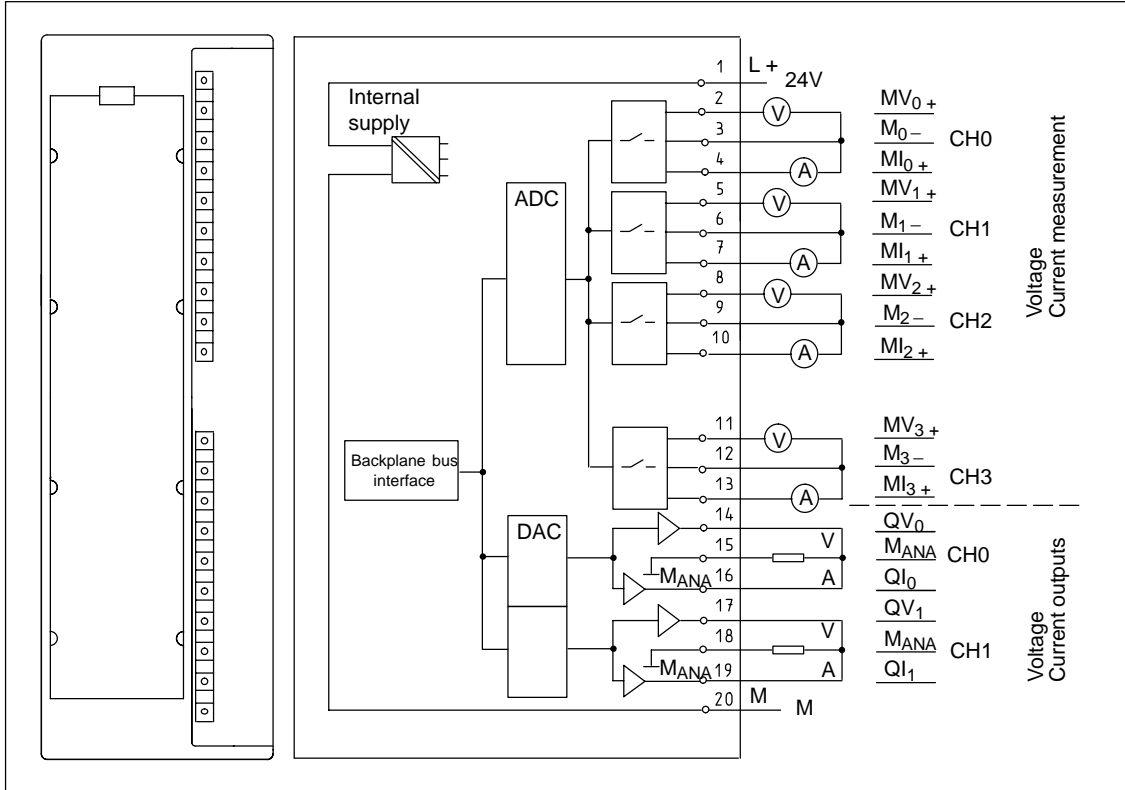 1 L +
24V
Internal
supply
2 V MV0 +
3 M0 – CH0
4 A MI0 +
ADC
5 V MV1 +
6 M1 – CH1
7 A MI1 +
8 V MV2 +
9 M2 – CH2
10 A MI2 +
Voltage
Current measurement
11 V MV3 +
12 M3 – CH3
13 A MI3 +
Backplane bus
interface
DAC
14 V QV0
15 MANA CH0
MANA 16 A QI0
17 V QV1
18 MANA CH1
MANA 19 A QI1
Voltage
Current outputs
20 M
M